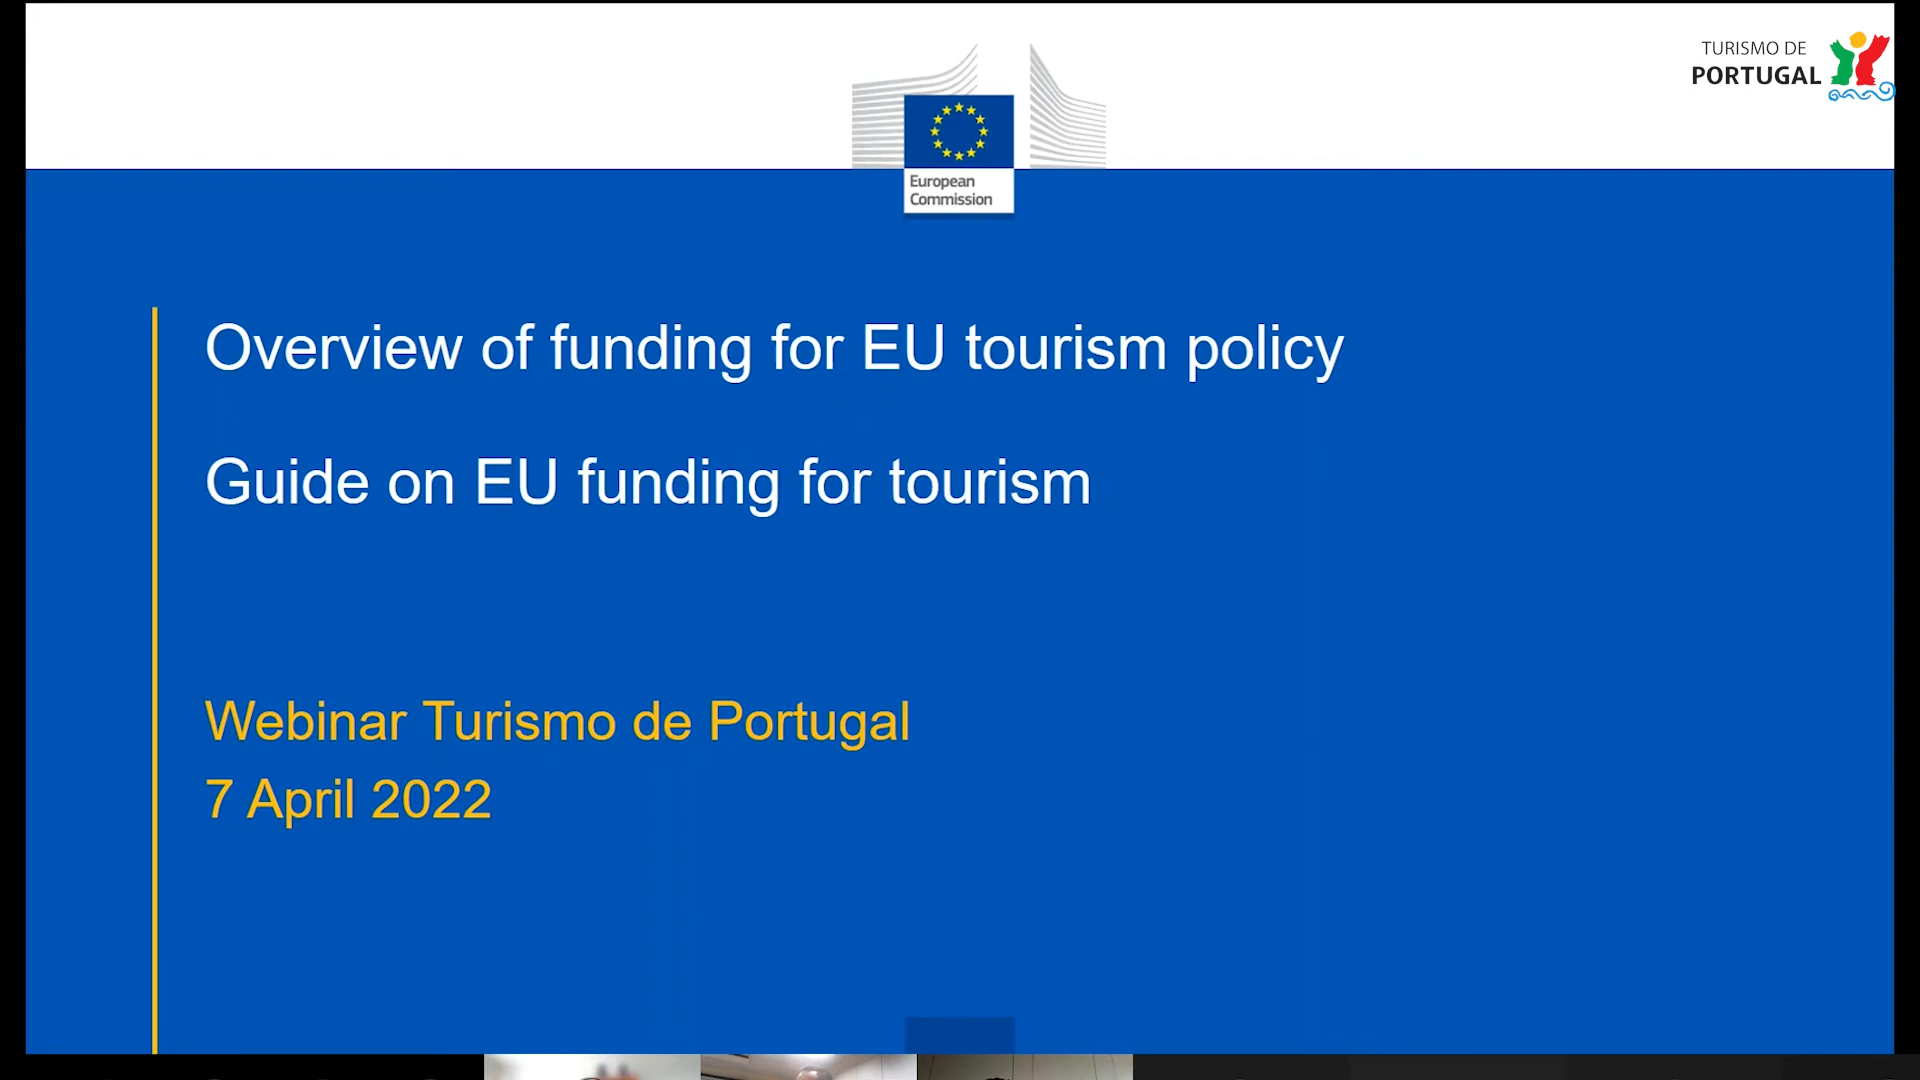 TURISMO DE
PORTUGAL
European
Commission
Overview of funding for EU tourism policy
Guide on EU funding for tourism
Webinar Turismo de Portugal
7 April 2022